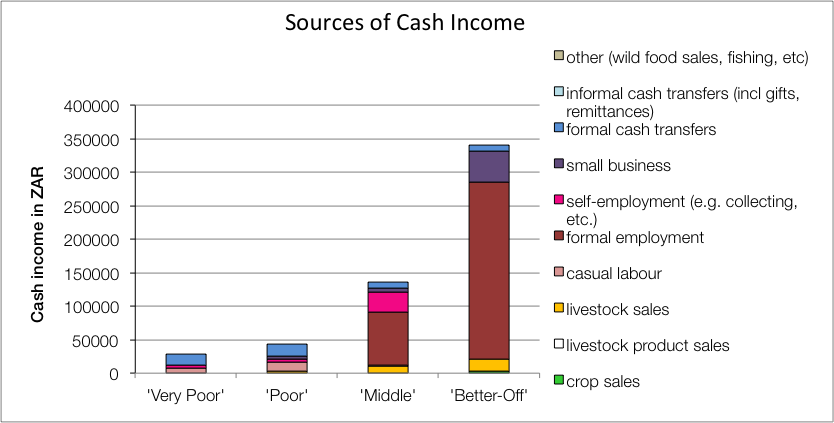 Sources of Cash Income
Cash income in ZAR
400000
350000
300000
250000
200000
150000
100000
50000
0
'Very Poor'
'Poor'
'Middle'
'Better-Off'
other (wild food sales, fishing, etc)
informal cash transfers (incl gifts,
remittances)
formal cash transfers
small business
self-employment (e.g. collecting,
etc.)
formal employment
casual labour
livestock sales
livestock product sales
crop sales